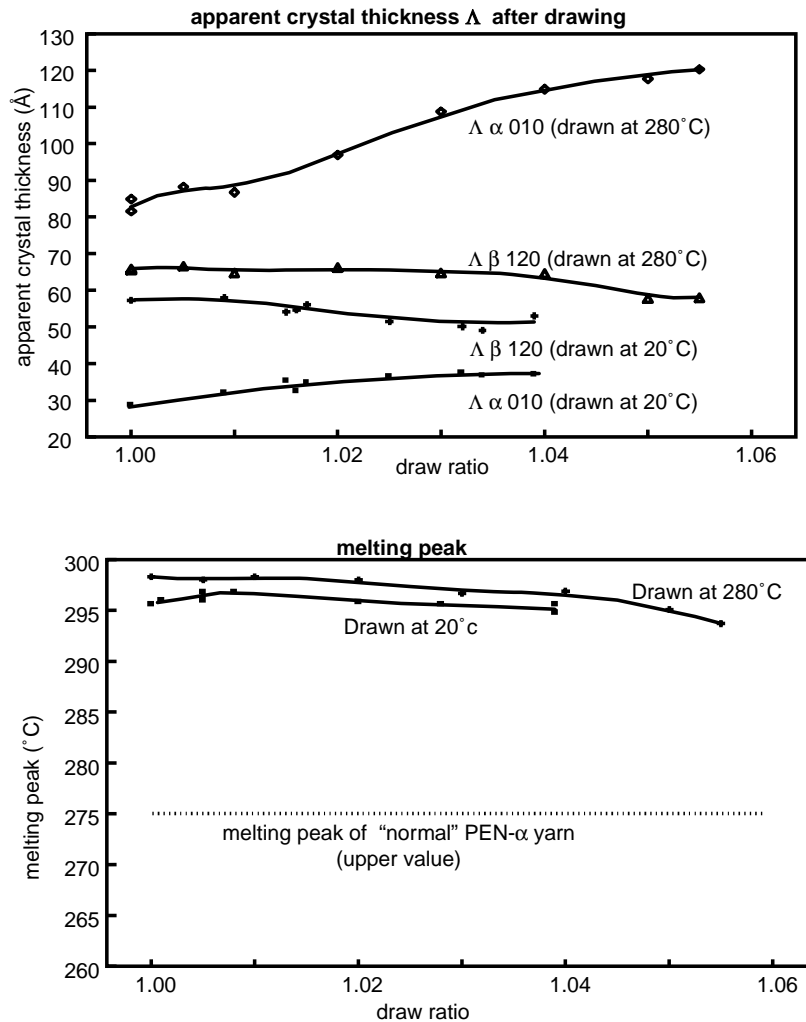 apparent crystal thickness Λ after drawing
apparent crystal thickness (Å)
130
120
110
100
90
80
70
60
50
40
30
20
Λ α 010 (drawn at 280˚C)
Λ β 120 (drawn at 280˚C)
Λ β 120 (drawn at 20˚C)
Λ α 010 (drawn at 20˚C)
1.00 1.02 1.04 1.06
draw ratio
melting peak
melting peak (˚C)
300
295
290
285
280
275
270
265
260
Drawn at 280˚C
Drawn at 20˚c
melting peak of “normal” PEN-α yarn
(upper value)
1.00 1.02 1.04 1.06
draw ratio